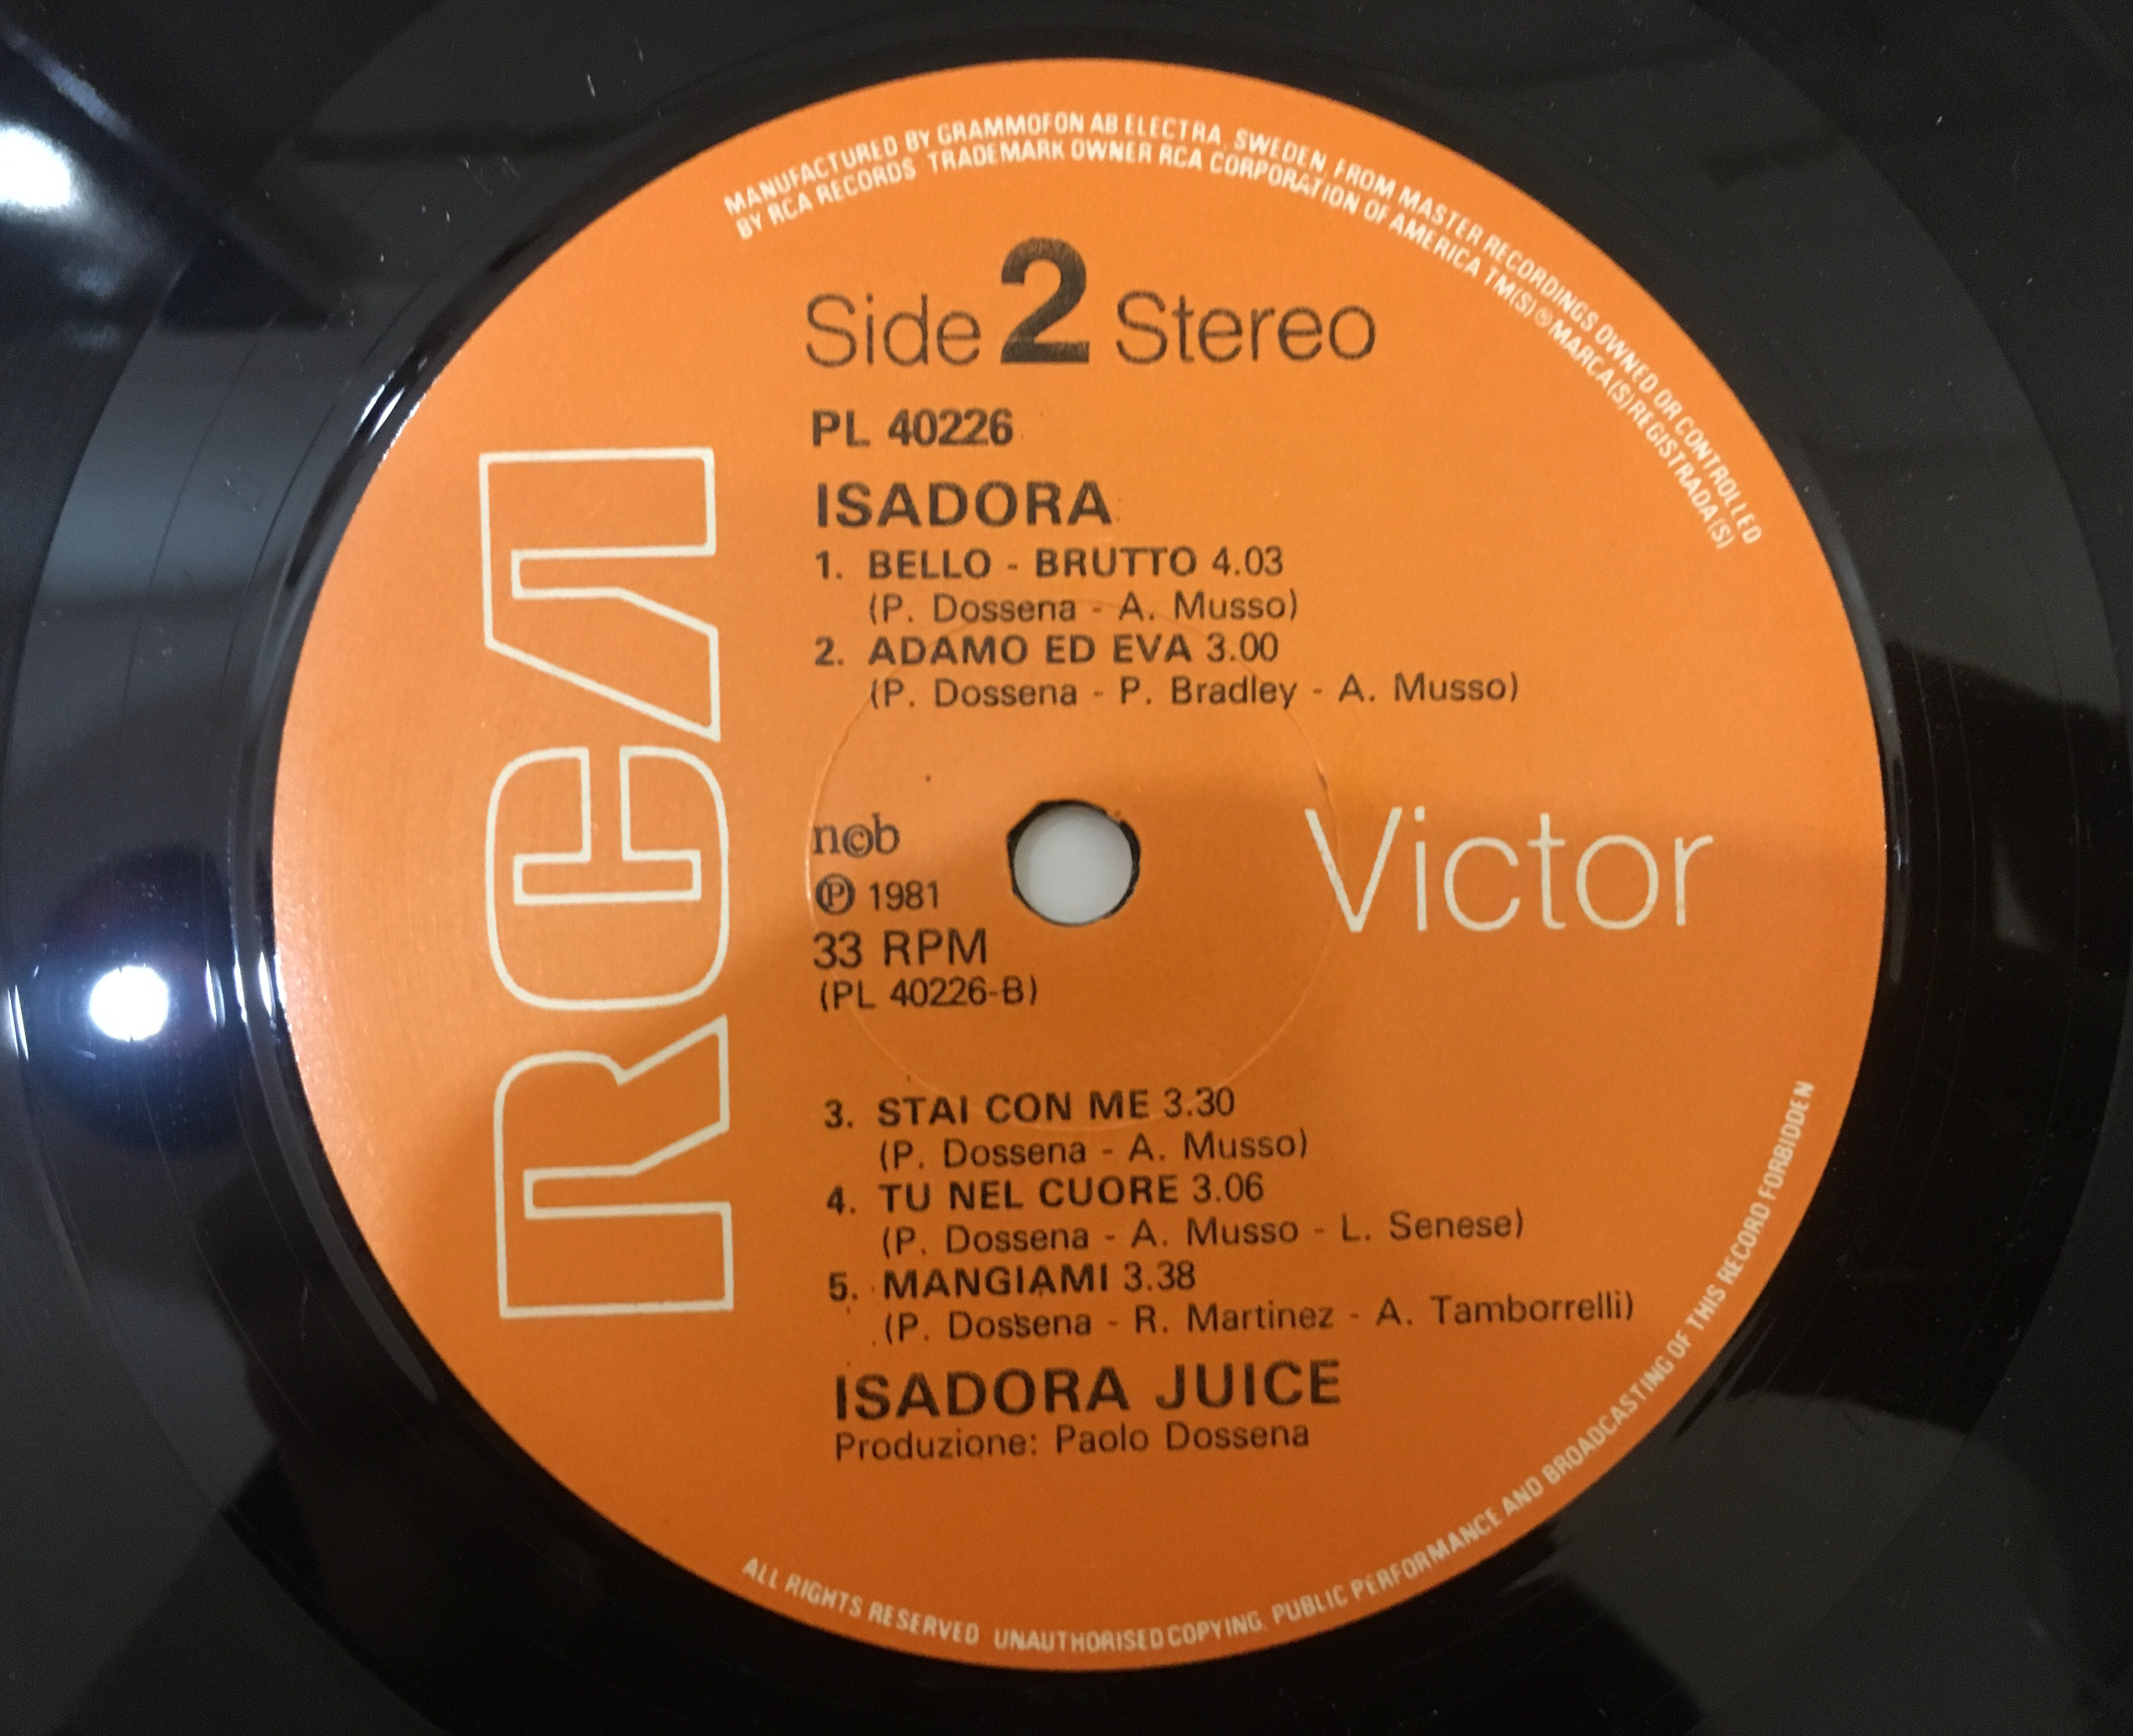 MANUFACTURED BY GRAMMOFON AB ELECTRA, SWEDEN, FROM MASTER RECORDINGS OWNED OR CONTROLLED
BY RCA RECORDS TRADEMARK OWNER RCA CORPORATION OF AMERICA TM(S) ® MARCA(S) REGISTRADA(S)
Side 2 Stereo
PL 40226
ISADORA
1. BELLO - BRUTTO 4.03
(P. Dossena - A. Musso)
2. ADAMO ED EVA 3.00
(P. Dossena - P. Bradley - A. Musso)
RCA
Victor
n©b
℗ 1981
33 RPM
(PL 40226-B)
3. STAI CON ME 3.30
(P. Dossena - A. Musso)
4. TU NEL CUORE 3.06
(P. Dossena - A. Musso - L. Senese)
5. MANGIAMI 3.38
(P. Dossena - R. Martinez - A. Tamborrelli)
ISADORA JUICE
Produzione: Paolo Dossena
ALL RIGHTS RESERVED UNAUTHORISED COPYING, PUBLIC PERFORMANCE AND BROADCASTING OF THIS RECORD FORBIDDEN